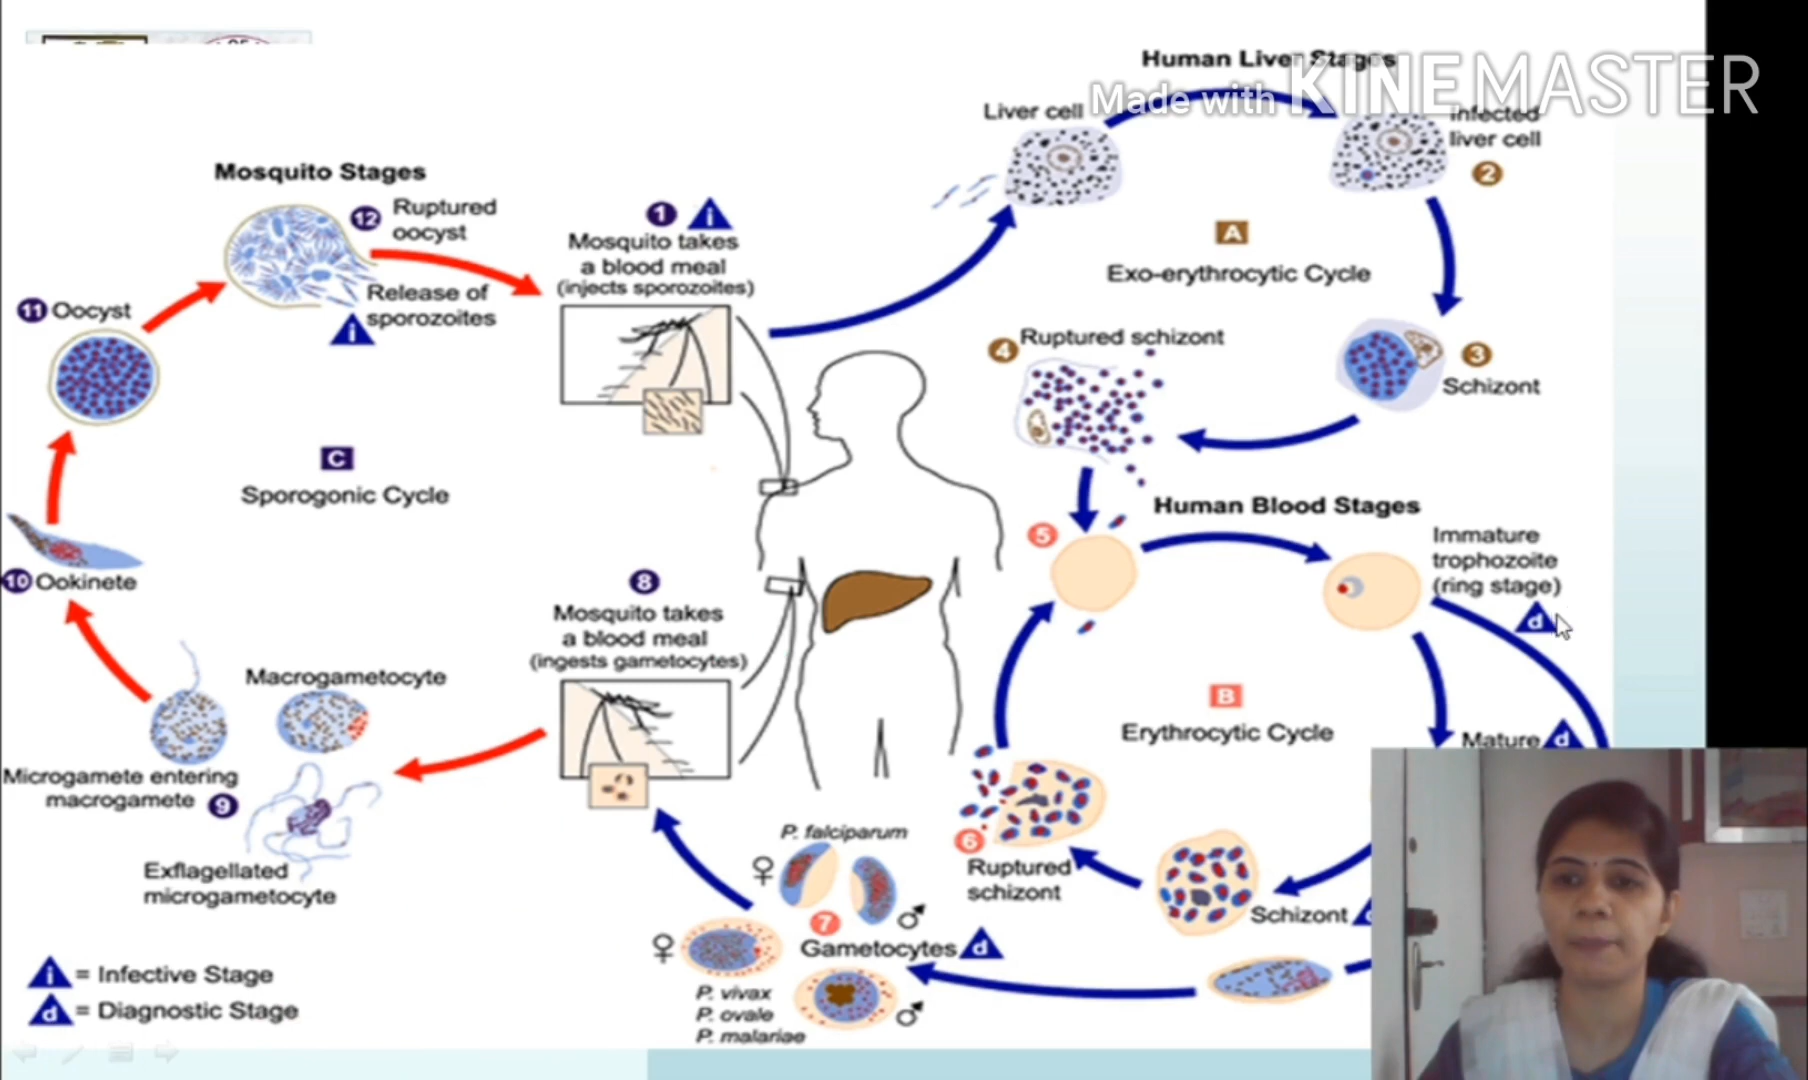 Human Liver Stages
Made with KINEMASTER
Liver cell
Infected
liver cell
2
Mosquito Stages
12 Ruptured
oocyst
1 i
Mosquito takes
a blood meal
(injects sporozoites)
A
Exo-erythrocytic Cycle
11 Oocyst
Release of
sporozoites
i
4 Ruptured schizont
3
Schizont
C
Sporogonic Cycle
Human Blood Stages
5
Immature
trophozoite
(ring stage)
d
10 Ookinete
8
Mosquito takes
a blood meal
(ingests gametocytes)
Macrogametocyte
B
Erythrocytic Cycle
Mature d
Microgamete entering
macrogamete 9
P. falciparum
6
Ruptured
schizont
Exflagellated
microgametocyte
Schizont
7
Gametocytes d
♀ ♂
♀ ♂
P. vivax
P. ovale
P. malariae
i = Infective Stage
d = Diagnostic Stage